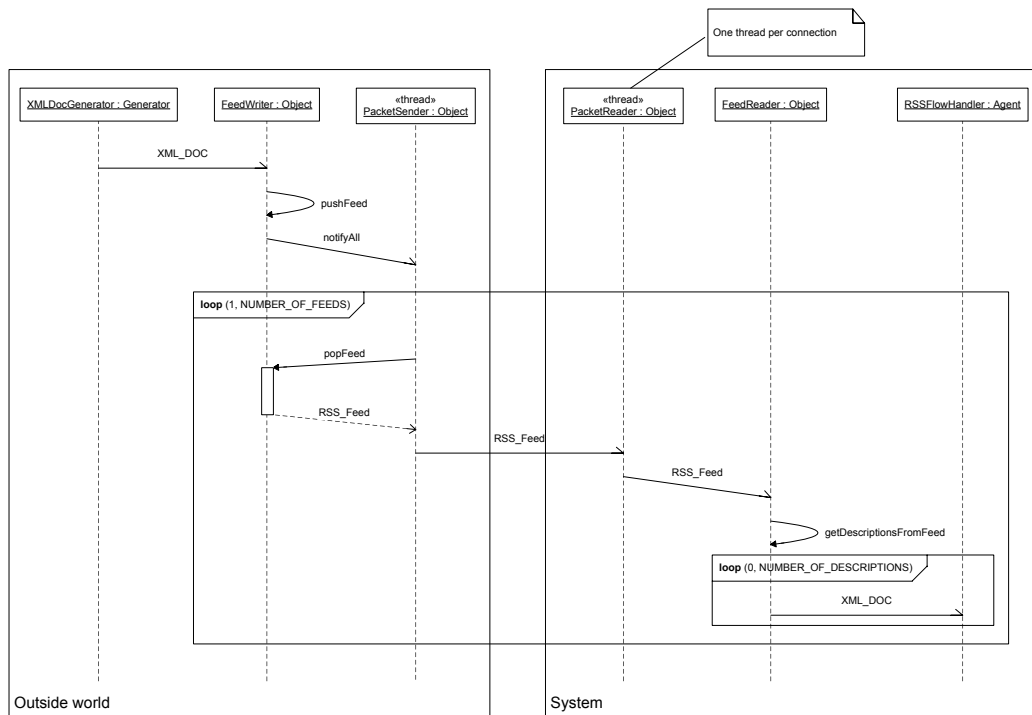 One thread per connection
XMLDocGenerator : Generator
FeedWriter : Object
«thread»
PacketSender : Object
«thread»
PacketReader : Object
FeedReader : Object
RSSFlowHandler : Agent
XML_DOC
pushFeed
notifyAll
loop (1, NUMBER_OF_FEEDS)
popFeed
RSS_Feed
RSS_Feed
RSS_Feed
getDescriptionsFromFeed
loop (0, NUMBER_OF_DESCRIPTIONS)
XML_DOC
Outside world
System